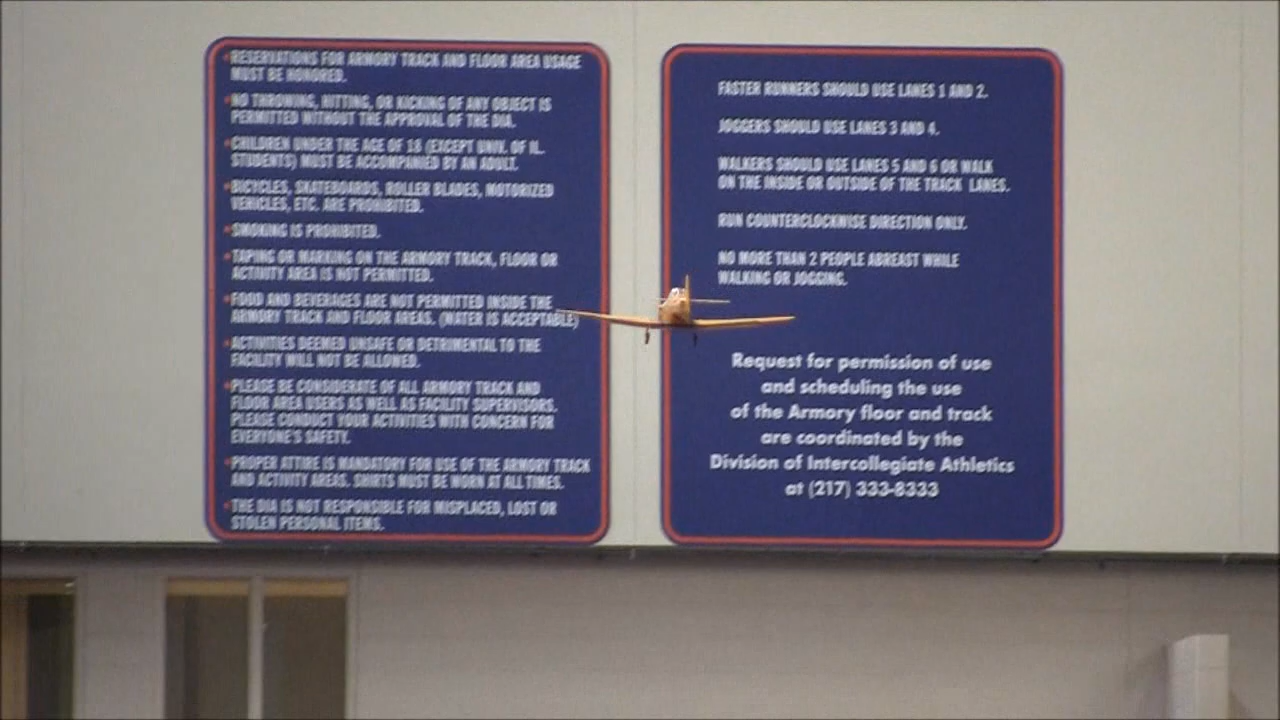 RESERVATIONS FOR ARMORY TRACK AND FLOOR AREA USAGE
MUST BE HONORED.
NO THROWING, HITTING, OR KICKING OF ANY OBJECT IS
PERMITTED WITHOUT THE APPROVAL OF THE DIA.
CHILDREN UNDER THE AGE OF 18 (EXCEPT UNIV. OF IL.
STUDENTS) MUST BE ACCOMPANIED BY AN ADULT.
BICYCLES, SKATEBOARDS, ROLLER BLADES, MOTORIZED
VEHICLES, ETC. ARE PROHIBITED.
SMOKING IS PROHIBITED.
TAPING OR MARKING ON THE ARMORY TRACK, FLOOR OR
ACTIVITY AREA IS NOT PERMITTED.
FOOD AND BEVERAGES ARE NOT PERMITTED INSIDE THE
ARMORY TRACK AND FLOOR AREAS. (WATER IS ACCEPTABLE)
ACTIVITIES DEEMED UNSAFE OR DETRIMENTAL TO THE
FACILITY WILL NOT BE ALLOWED.
PLEASE BE CONSIDERATE OF ALL ARMORY TRACK AND
FLOOR AREA USERS AS WELL AS FACILITY SUPERVISORS.
PLEASE CONDUCT YOUR ACTIVITIES WITH CONCERN FOR
EVERYONE'S SAFETY.
PROPER ATTIRE IS MANDATORY FOR USE OF THE ARMORY TRACK
AND ACTIVITY AREAS. SHIRTS MUST BE WORN AT ALL TIMES.
THE DIA IS NOT RESPONSIBLE FOR MISPLACED, LOST OR
STOLEN PERSONAL ITEMS.
FASTER RUNNERS SHOULD USE LANES 1 AND 2.
JOGGERS SHOULD USE LANES 3 AND 4.
WALKERS SHOULD USE LANES 5 AND 6 OR WALK
ON THE INSIDE OR OUTSIDE OF THE TRACK LANES.
RUN COUNTERCLOCKWISE DIRECTION ONLY.
NO MORE THAN 2 PEOPLE ABREAST WHILE
WALKING OR JOGGING.
Request for permission of use
and scheduling the use
of the Armory floor and track
are coordinated by the
Division of Intercollegiate Athletics
at (217) 333-8333